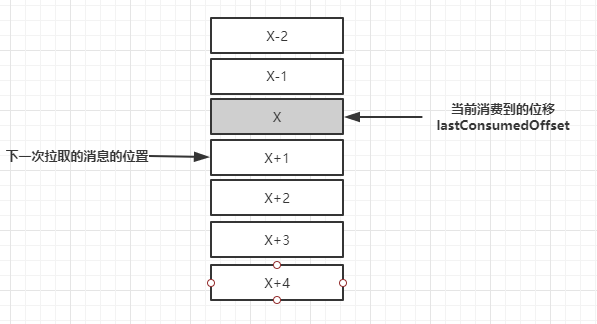 X-2
X-1
X
当前消费到的位移
lastConsumedOffset
下一次拉取的消息的位置
X+1
X+2
X+3
X+4